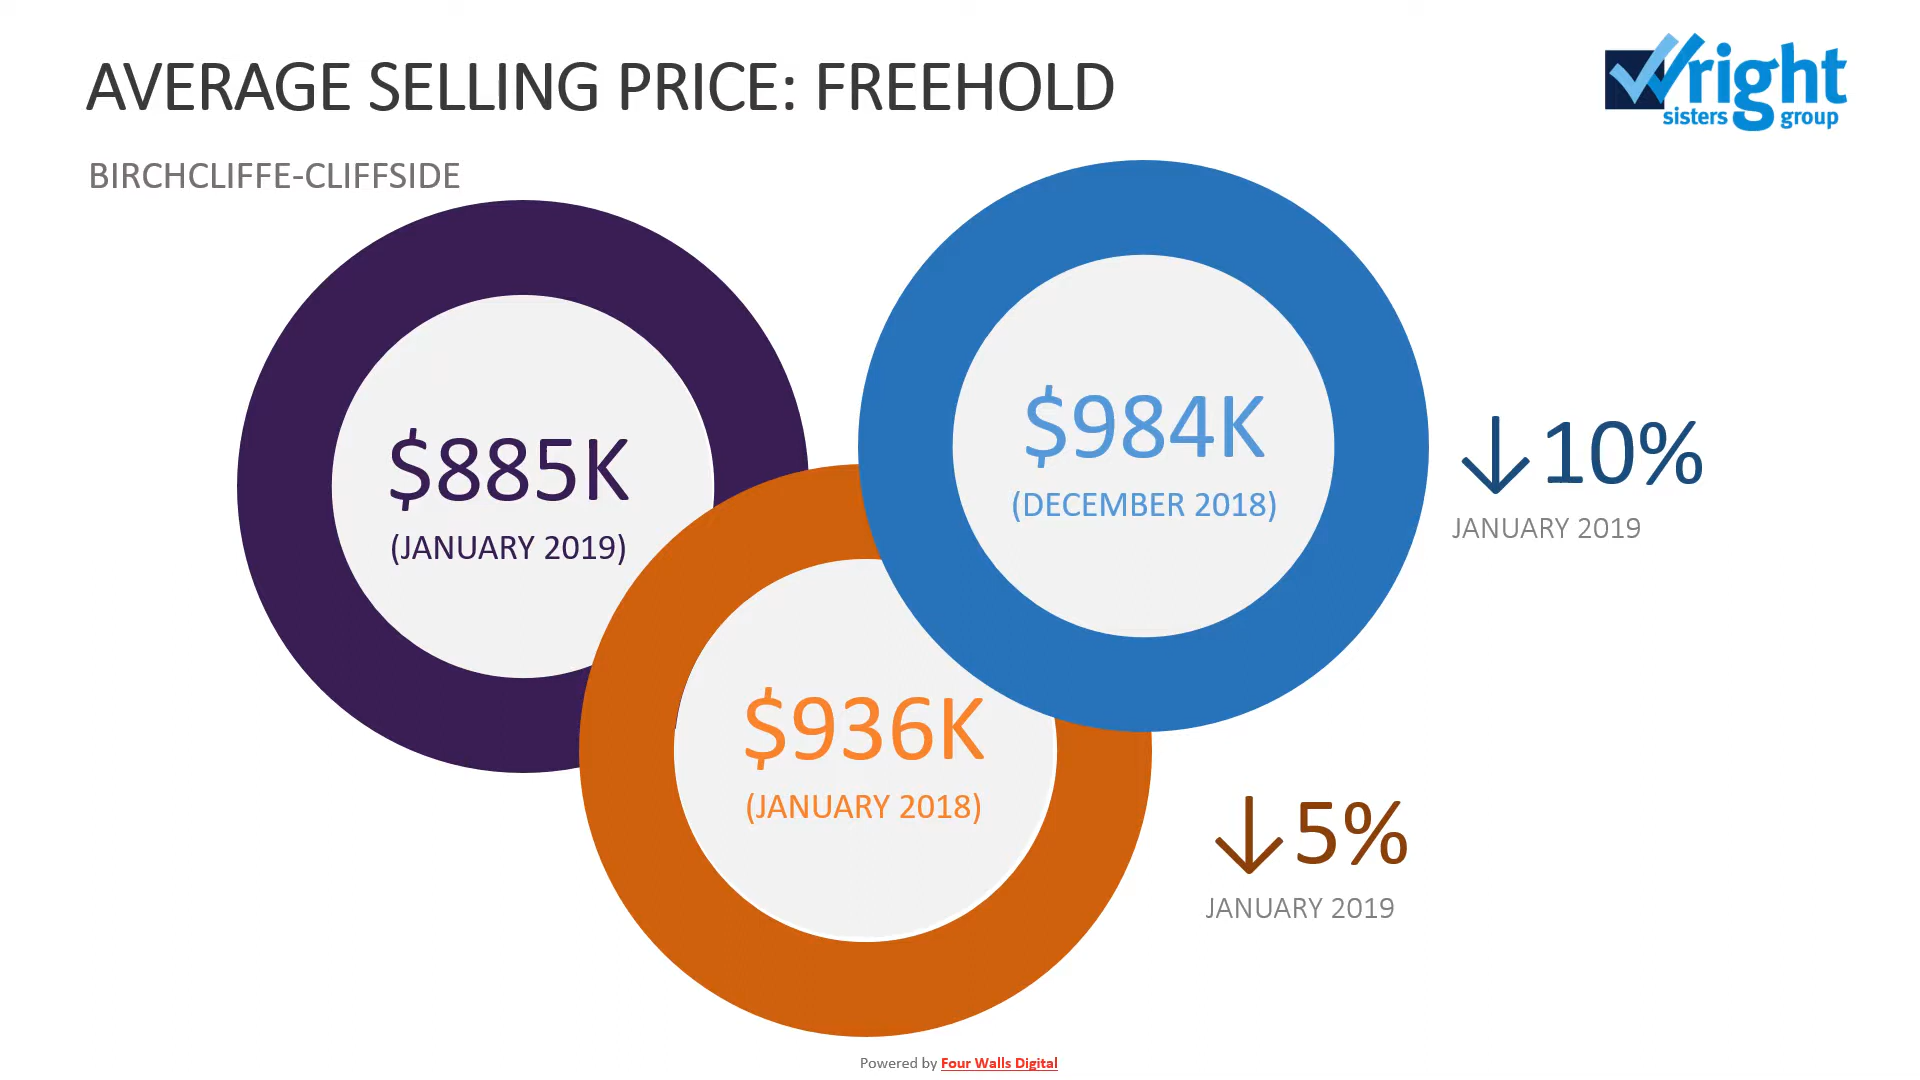 AVERAGE SELLING PRICE: FREEHOLD
Wright
sisters group
BIRCHCLIFFE-CLIFFSIDE
$885K
(JANUARY 2019)
$984K
(DECEMBER 2018)
↓10%
JANUARY 2019
$936K
(JANUARY 2018)
↓5%
JANUARY 2019
Powered by Four Walls Digital